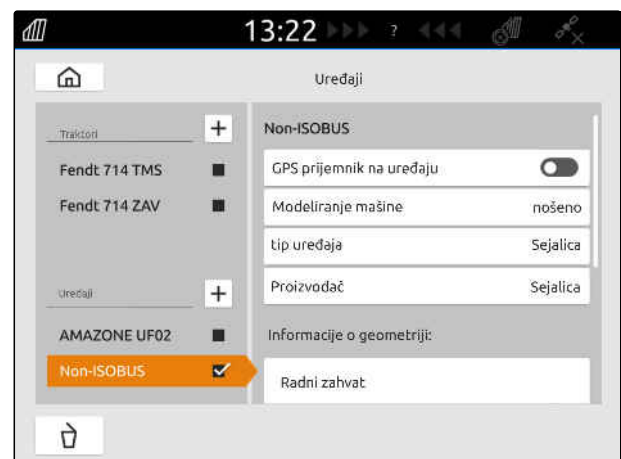 13:22 ?
Uređaji
Traktori
Fendt 714 TMS
Fendt 714 ZAV
Uređaji
AMAZONE UF02
Non-ISOBUS
Non-ISOBUS
GPS prijemnik na uređaju
Modeliranje mašine nošeno
tip uređaja Sejalica
Proizvođač Sejalica
Informacije o geometriji:
Radni zahvat